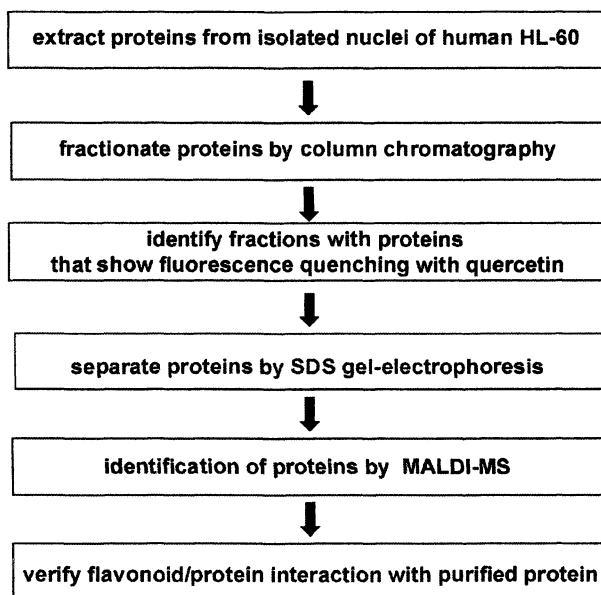 extract proteins from isolated nuclei of human HL-60
fractionate proteins by column chromatography
identify fractions with proteins
that show fluorescence quenching with quercetin
separate proteins by SDS gel-electrophoresis
identification of proteins by MALDI-MS
verify flavonoid/protein interaction with purified protein